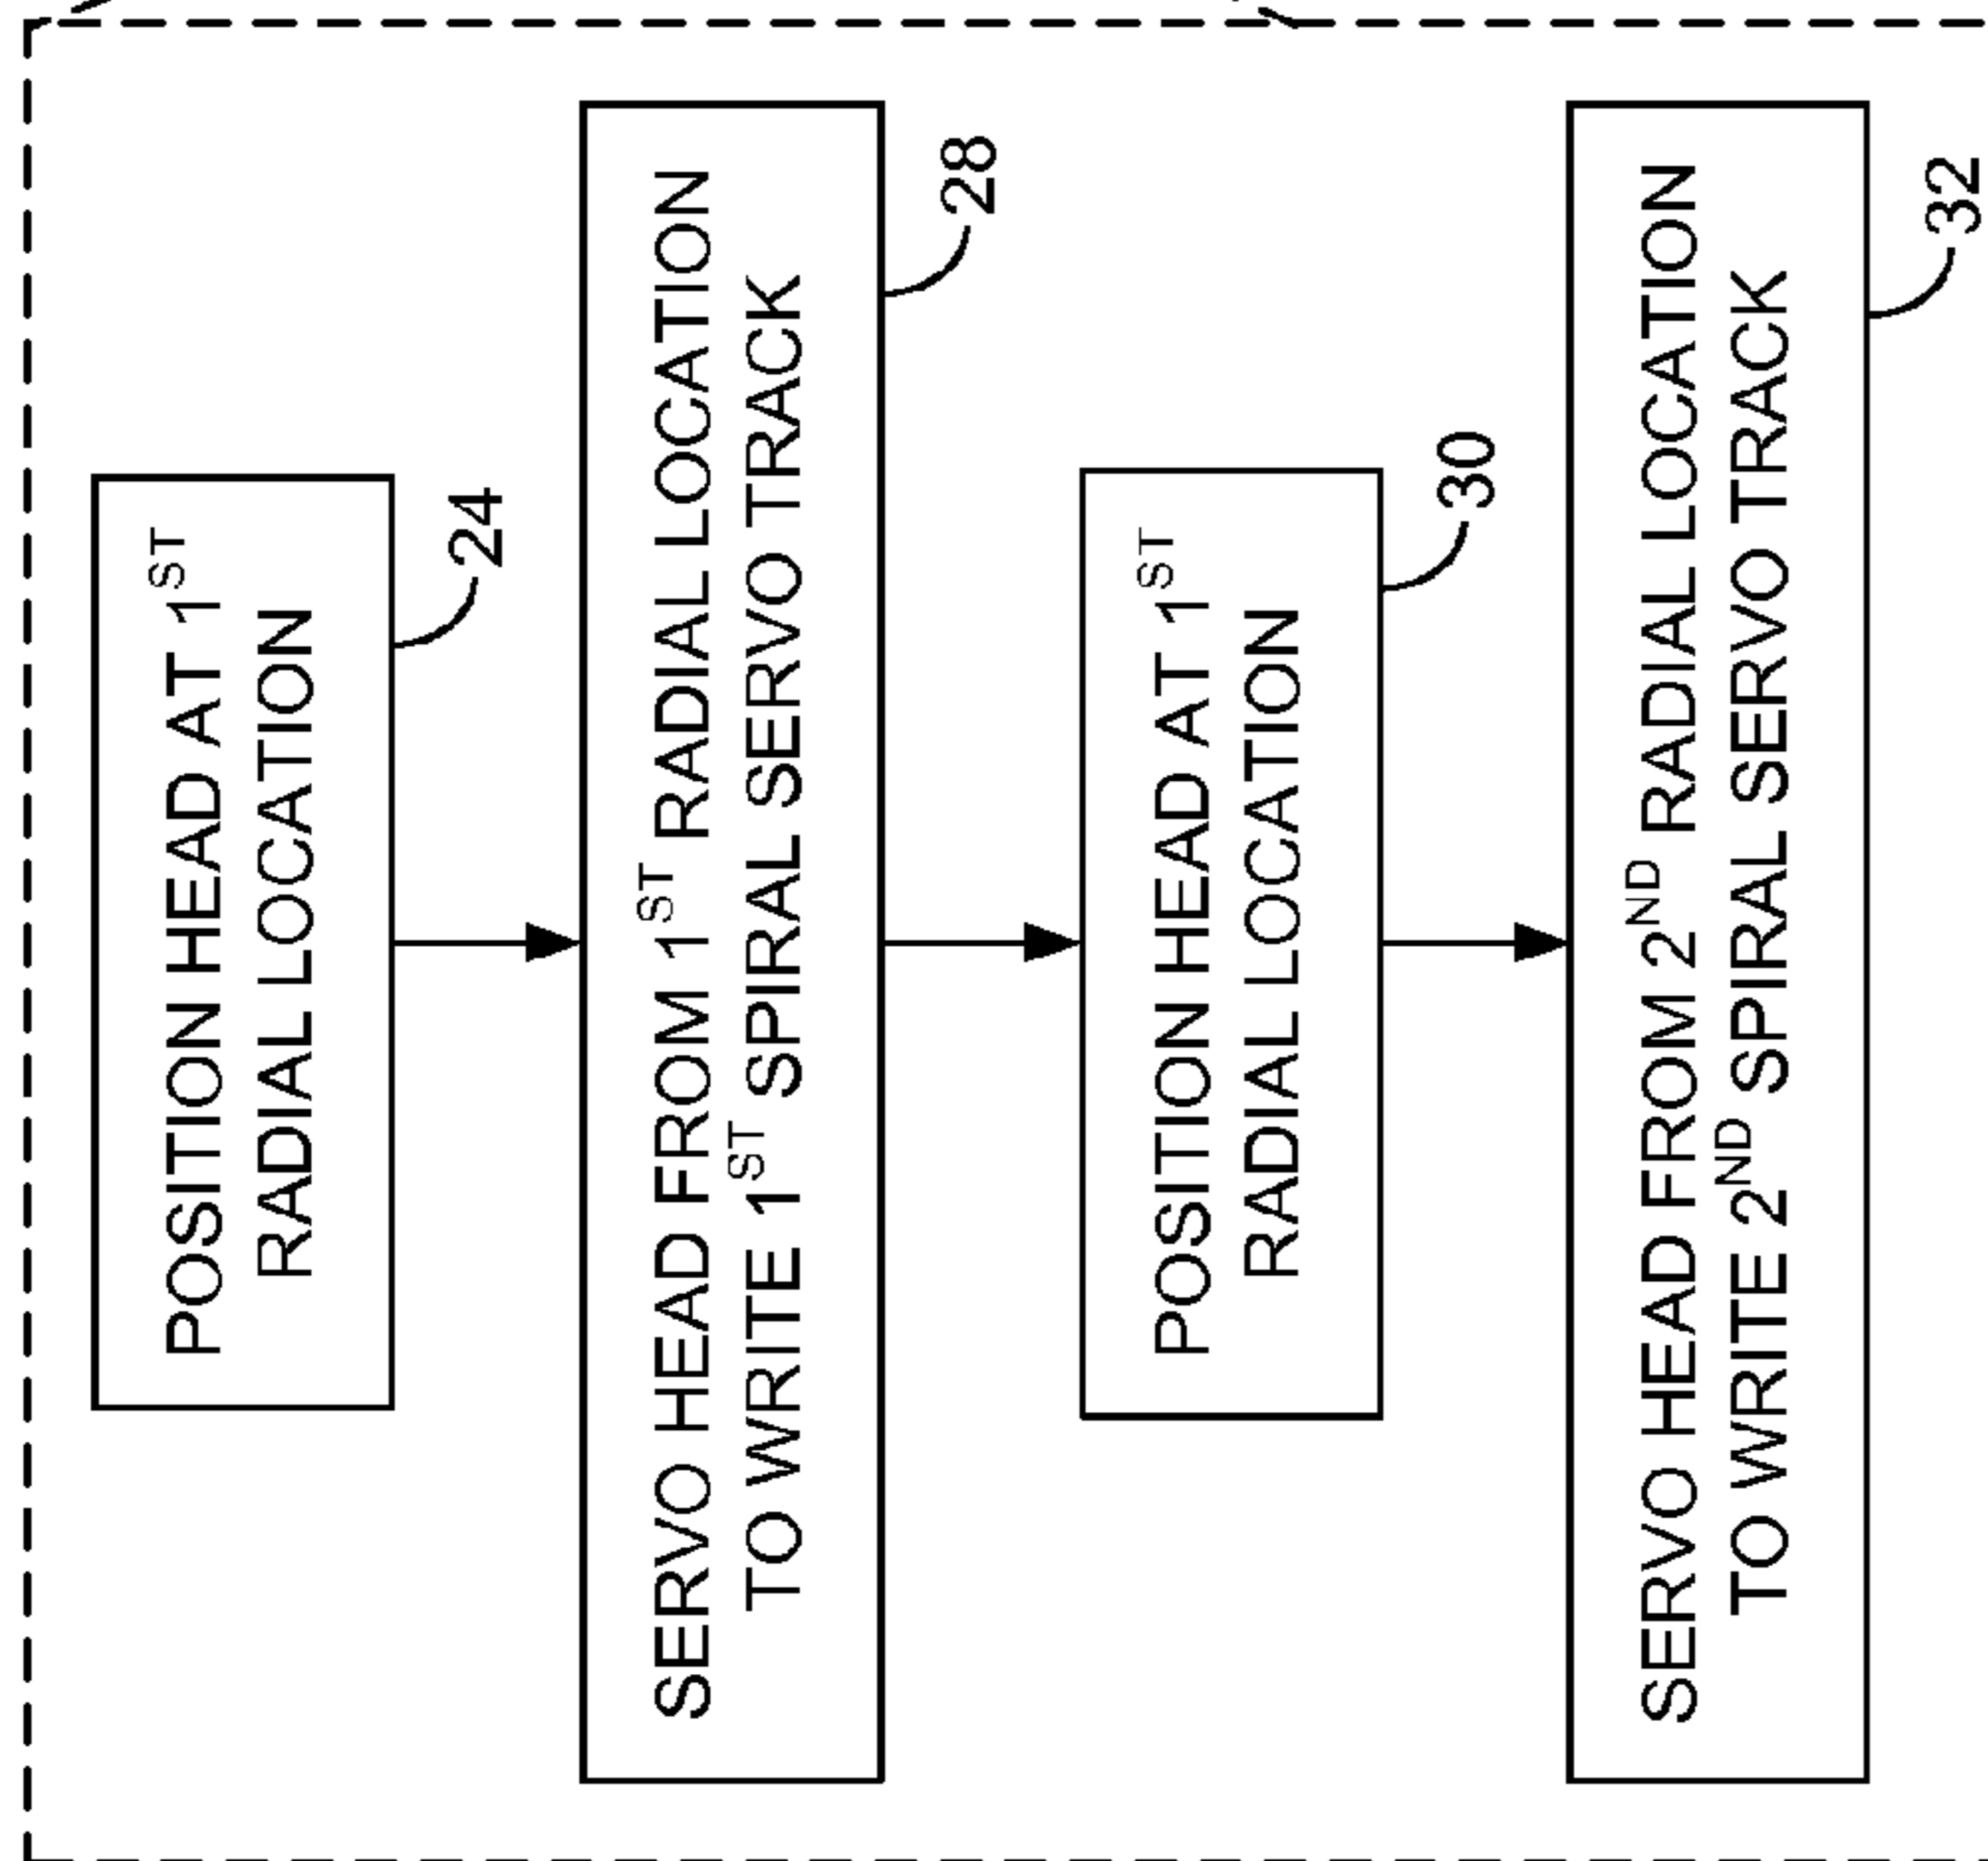 POSITION HEAD AT 1ST
RADIAL LOCATION
24
SERVO HEAD FROM 1ST RADIAL LOCATION
TO WRITE 1ST SPIRAL SERVO TRACK
28
POSITION HEAD AT 1ST
RADIAL LOCATION
30
SERVO HEAD FROM 2ND RADIAL LOCATION
TO WRITE 2ND SPIRAL SERVO TRACK
32